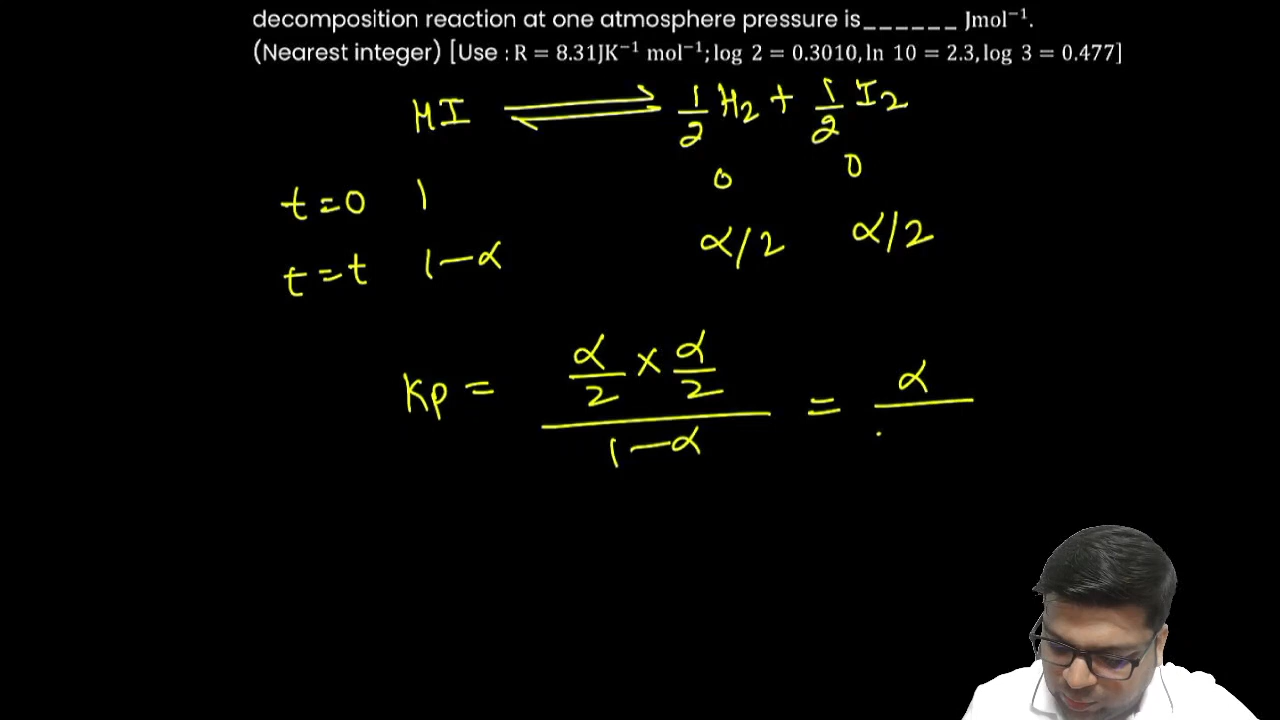 decomposition reaction at one atmosphere pressure is______ Jmol⁻¹.
(Nearest integer) [Use : R = 8.31JK⁻¹ mol⁻¹; log 2 = 0.3010, ln 10 = 2.3, log 3 = 0.477]
HI ⇌ 1/2 H₂ + 1/2 I₂
t=0 1 0 0
t=t 1-α α/2 α/2
Kp = (α/2 × α/2)/(1-α) = α/